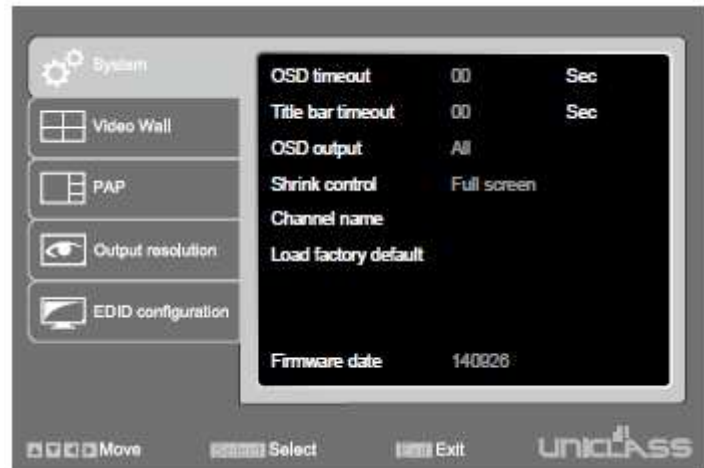 System
Video Wall
PAP
Output resolution
EDID configuration
OSD timeout 00 Sec
Title bar timeout 00 Sec
OSD output All
Shrink control Full screen
Channel name
Load factory default
Firmware date 140926
Move
Select
Exit
UNICLASS